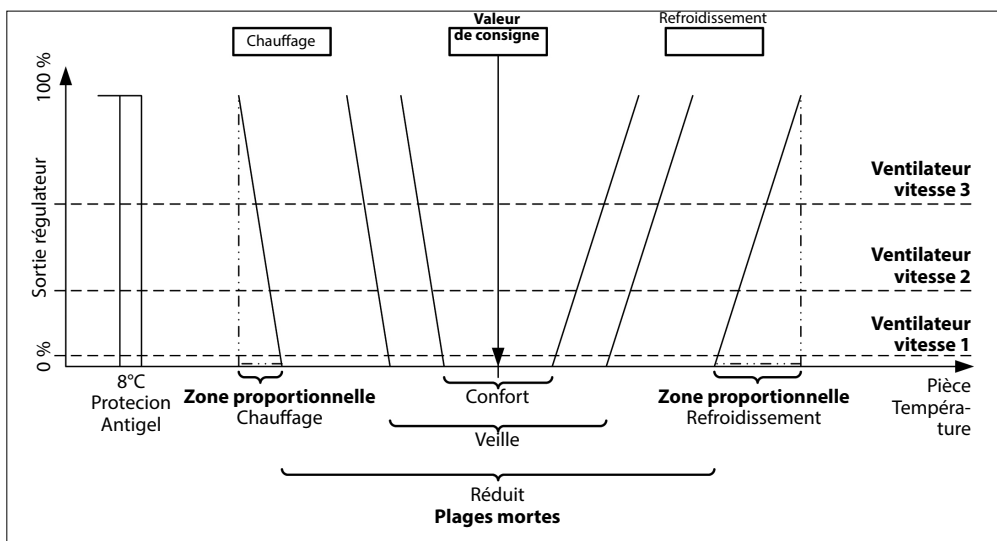 Chauffage
Valeur
de consigne
Refroidissement
100 %
Sortie régulateur
0 %
Ventilateur
vitesse 3
Ventilateur
vitesse 2
Ventilateur
vitesse 1
8°C
Protecion
Antigel
Zone proportionnelle
Chauffage
Confort
Zone proportionnelle
Refroidissement
Pièce
Tempéra-
ture
Veille
Réduit
Plages mortes